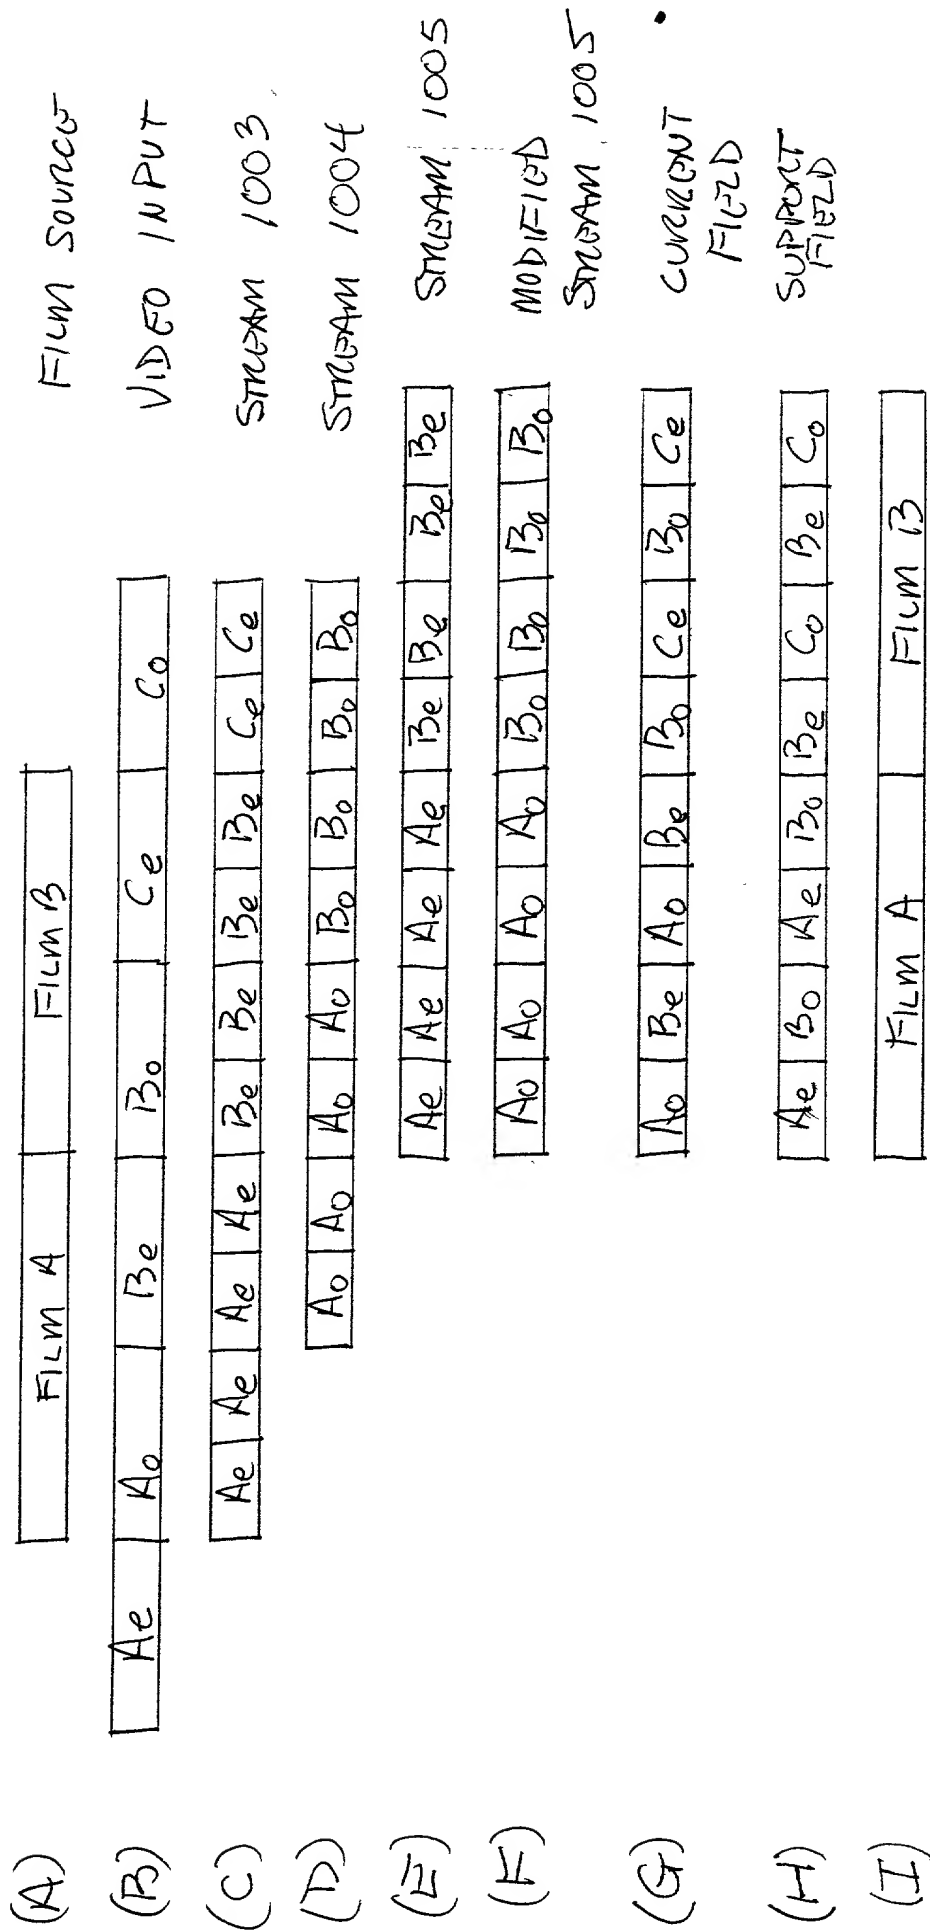 (A) FILM A FILM B FILM SOURCE
(B) Ae Ao Be Bo Ce Co VIDEO INPUT
(C) Ae Ae Ae Ae Be Be Be Be Ce Ce STREAM 1003
(D) Ao Ao Ao Ao Bo Bo Bo Bo STREAM 1004
(E) Ae Ae Ae Ae Be Be Be Be STREAM 1005
(F) Ao Ao Ao Ao Bo Bo Bo Bo MODIFIED
STREAM 1005
(G) Ao Be Ao Be Bo Ce Bo Ce CURRENT
FIELD
(H) Ae Bo Ae Bo Be Co Be Co SUPPORT
FIELD
(I) FILM A FILM B